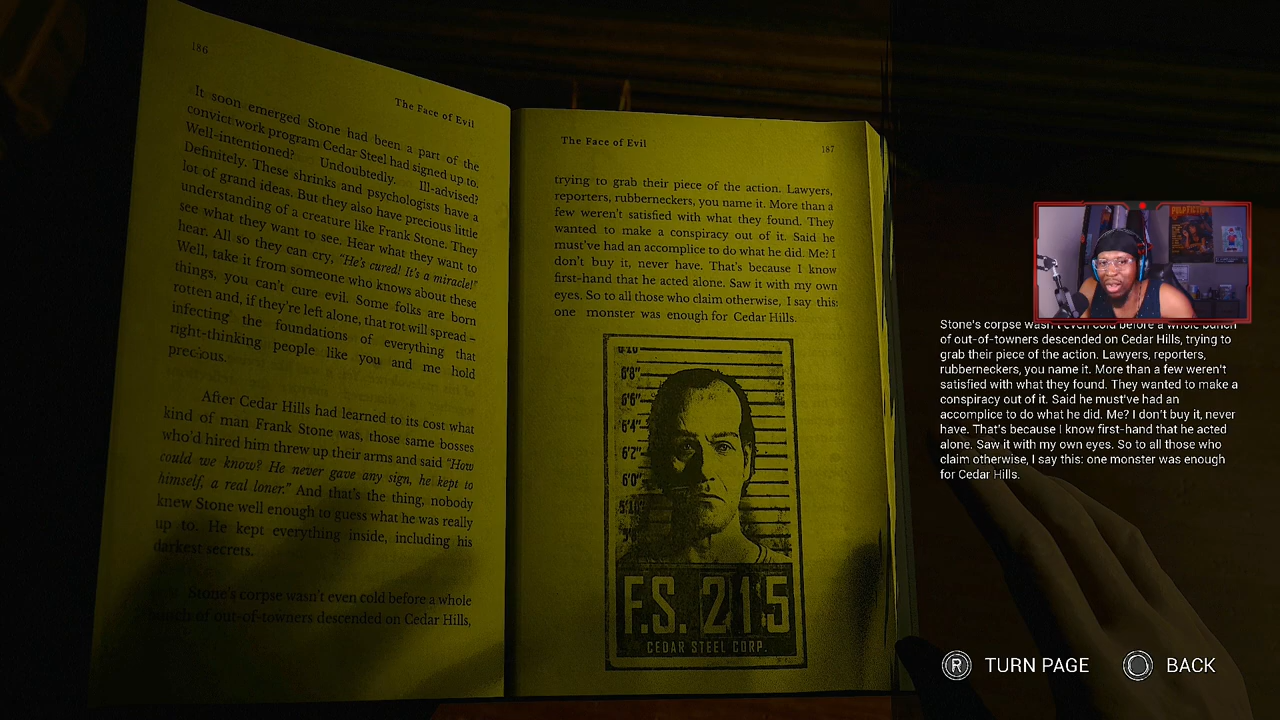 186
The Face of Evil
It soon emerged Stone had been a part of the
convict work program Cedar Steel had signed up to.
Well-intentioned? Undoubtedly. Ill-advised?
Definitely. These shrinks and psychologists have a
lot of grand ideas. But they also have precious little
understanding of a creature like Frank Stone. They
see what they want to see. Hear what they want to
hear. All so they can cry, "He's cured! It's a miracle!"
Well, take it from someone who knows about these
things, you can't cure evil. Some folks are born
rotten and, if they're left alone, that rot will spread –
infecting the foundations of everything that
right-thinking people like you and me hold
precious.
After Cedar Hills had learned to its cost what
kind of man Frank Stone was, those same bosses
who'd hired him threw up their arms and said "How
could we know? He never gave any sign, he kept to
himself, a real loner." And that's the thing, nobody
knew Stone well enough to guess what he was really
up to. He kept everything inside, including his
darkest secrets.
Stone's corpse wasn't even cold before a whole
bunch of out-of-towners descended on Cedar Hills,
The Face of Evil
187
trying to grab their piece of the action. Lawyers,
reporters, rubberneckers, you name it. More than a
few weren't satisfied with what they found. They
wanted to make a conspiracy out of it. Said he
must've had an accomplice to do what he did. Me? I
don't buy it, never have. That's because I know
first-hand that he acted alone. Saw it with my own
eyes. So to all those who claim otherwise, I say this:
one monster was enough for Cedar Hills.
6'8"
6'6"
6'4"
6'2"
6'0"
5'10"
F.S. 215
CEDAR STEEL CORP.
PULP FICTION
Stone's corpse wasn't even cold before a whole bunch
of out-of-towners descended on Cedar Hills, trying to
grab their piece of the action. Lawyers, reporters,
rubberneckers, you name it. More than a few weren't
satisfied with what they found. They wanted to make a
conspiracy out of it. Said he must've had an
accomplice to do what he did. Me? I don't buy it, never
have. That's because I know first-hand that he acted
alone. Saw it with my own eyes. So to all those who
claim otherwise, I say this: one monster was enough
for Cedar Hills.
R TURN PAGE
BACK